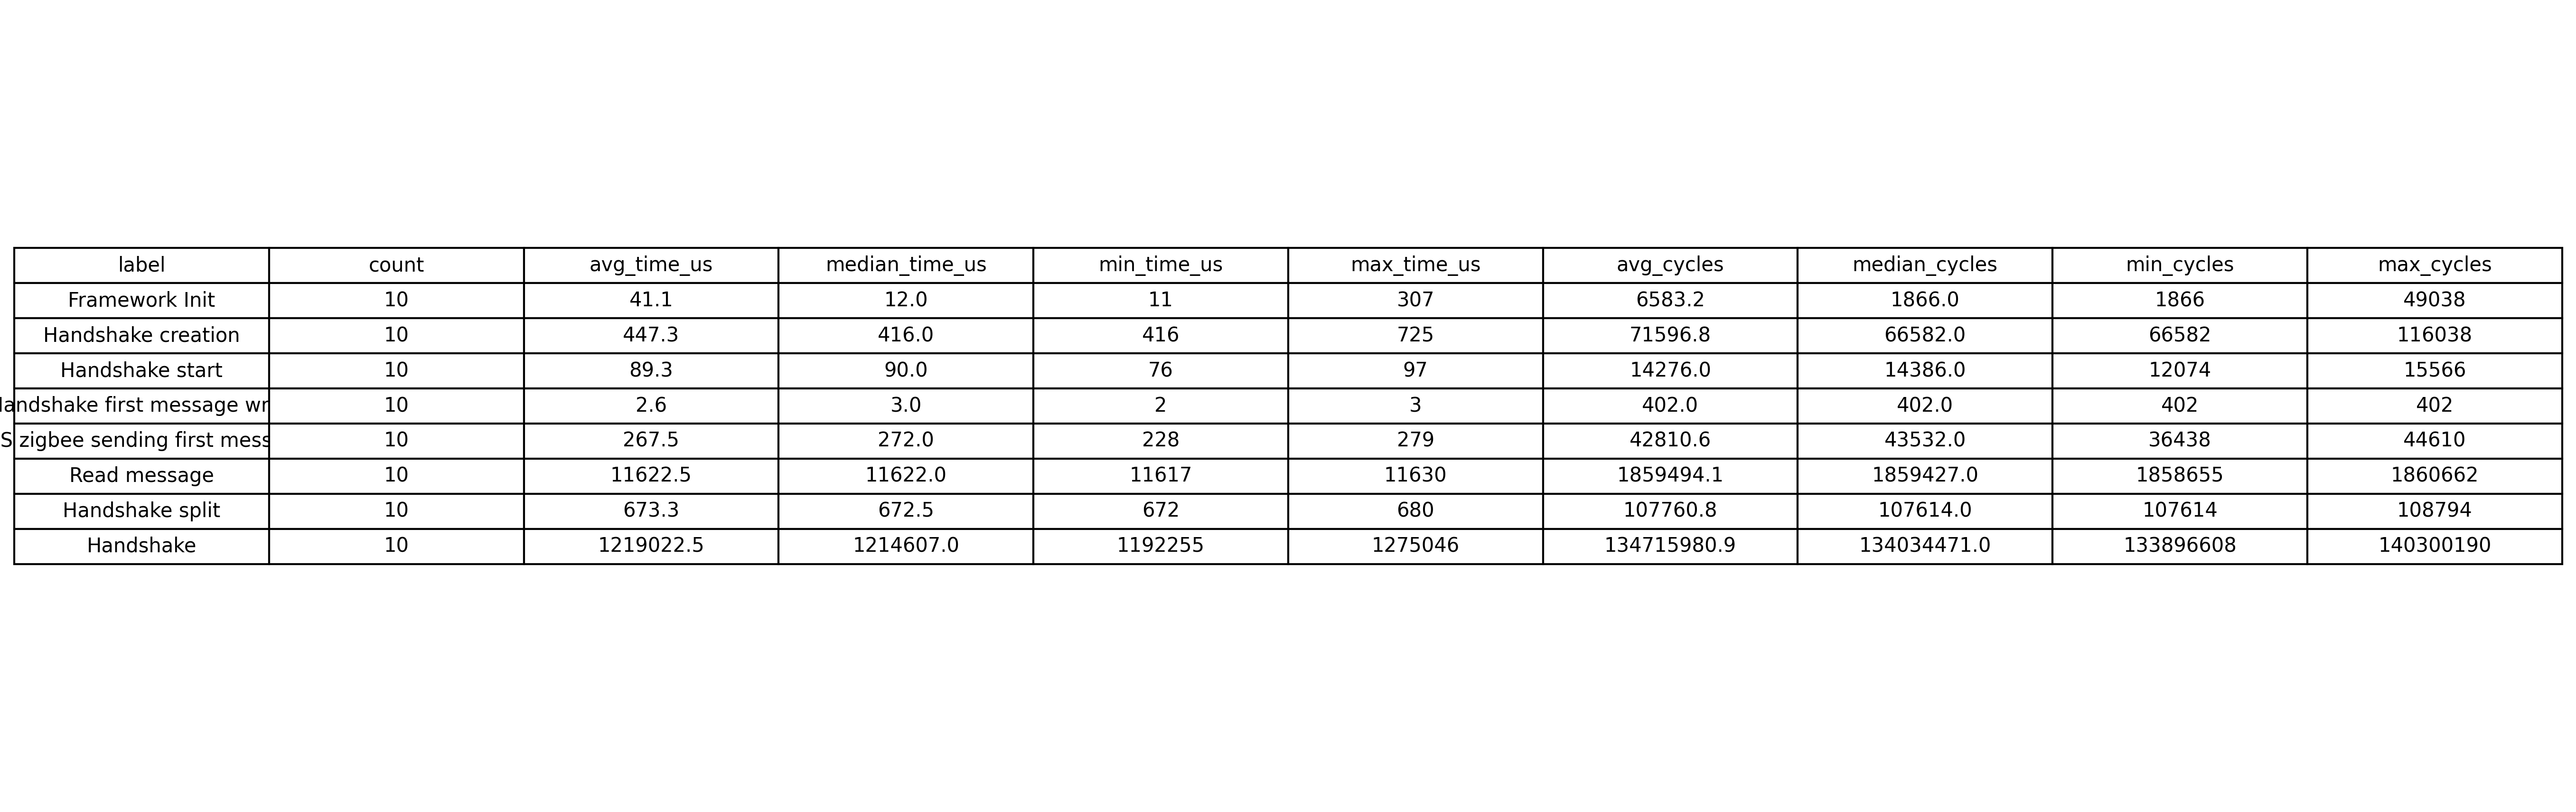 label count avg_time_us median_time_us min_time_us max_time_us avg_cycles median_cycles min_cycles max_cycles
Framework Init 10 41.1 12.0 11 307 6583.2 1866.0 1866 49038
Handshake creation 10 447.3 416.0 416 725 71596.8 66582.0 66582 116038
Handshake start 10 89.3 90.0 76 97 14276.0 14386.0 12074 15566
andshake first message wr 10 2.6 3.0 2 3 402.0 402.0 402 402
S zigbee sending first mess 10 267.5 272.0 228 279 42810.6 43532.0 36438 44610
Read message 10 11622.5 11622.0 11617 11630 1859494.1 1859427.0 1858655 1860662
Handshake split 10 673.3 672.5 672 680 107760.8 107614.0 107614 108794
Handshake 10 1219022.5 1214607.0 1192255 1275046 134715980.9 134034471.0 133896608 140300190